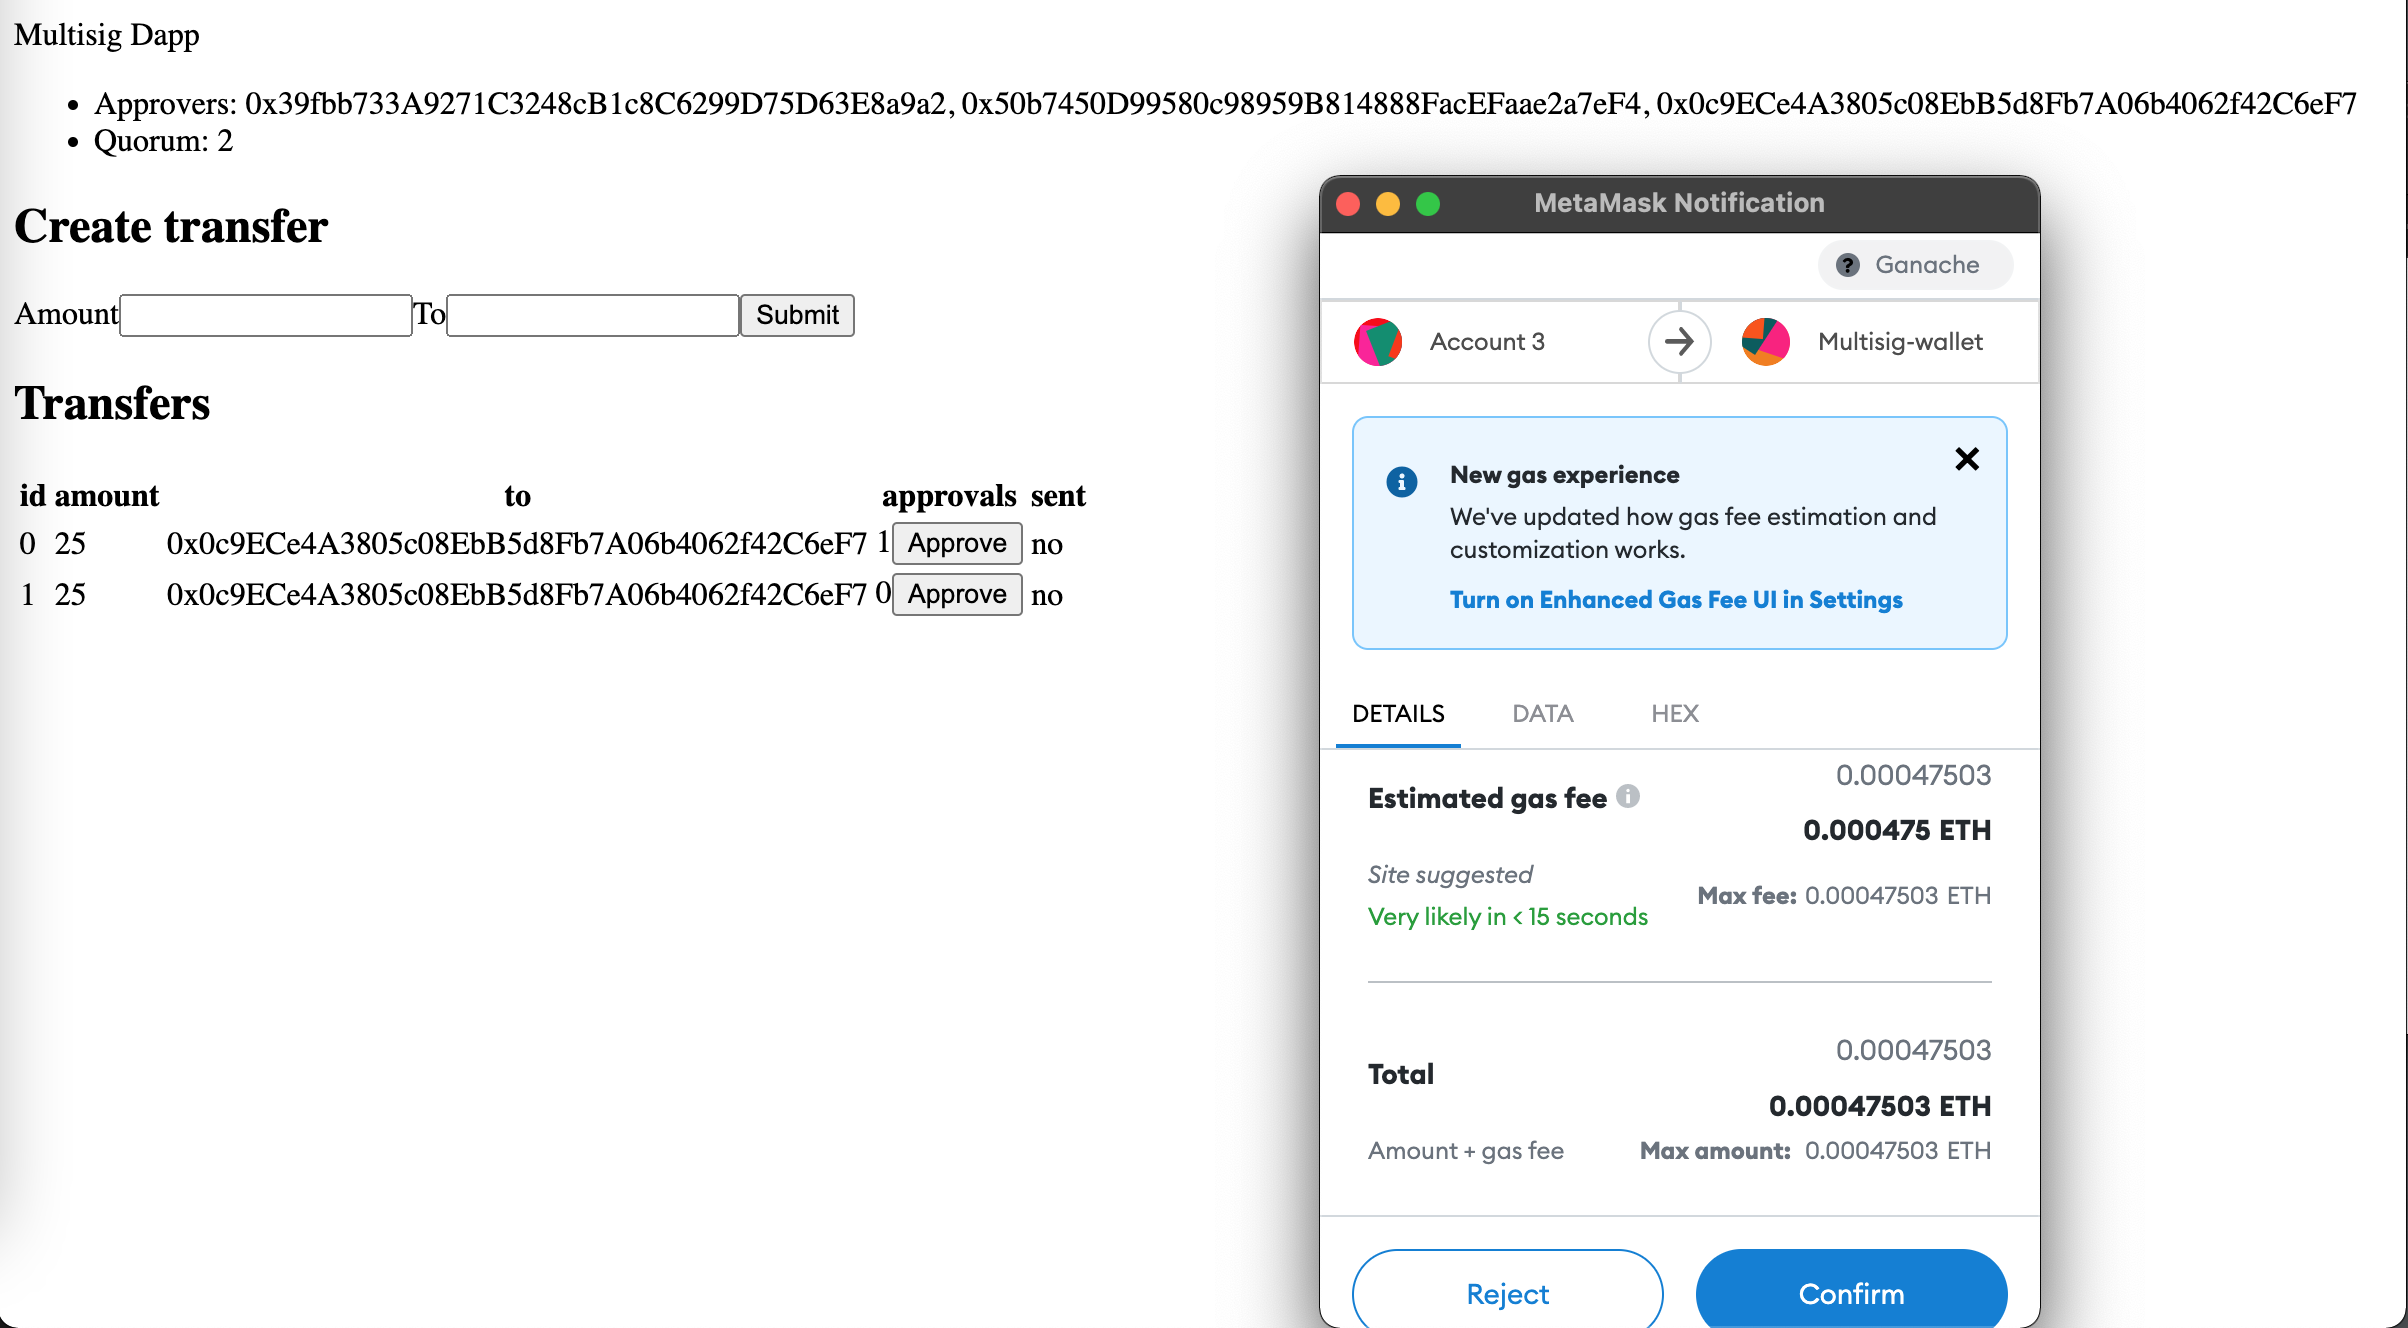 Multisig Dapp
Approvers: 0x39fbb733A9271C3248cB1c8C6299D75D63E8a9a2, 0x50b7450D99580c98959B814888FacEFaae2a7eF4, 0x0c9ECe4A3805c08EbB5d8Fb7A06b4062f42C6eF7
Quorum: 2
Create transfer
Amount To Submit
Transfers
id amount to approvals sent
0 25 0x0c9ECe4A3805c08EbB5d8Fb7A06b4062f42C6eF7 1 Approve no
1 25 0x0c9ECe4A3805c08EbB5d8Fb7A06b4062f42C6eF7 0 Approve no
MetaMask Notification
Ganache
Account 3 Multisig-wallet
New gas experience
We've updated how gas fee estimation and
customization works.
Turn on Enhanced Gas Fee UI in Settings
DETAILS DATA HEX
0.00047503
Estimated gas fee
0.000475 ETH
Site suggested
Max fee: 0.00047503 ETH
Very likely in < 15 seconds
0.00047503
Total
0.00047503 ETH
Amount + gas fee Max amount: 0.00047503 ETH
Reject Confirm